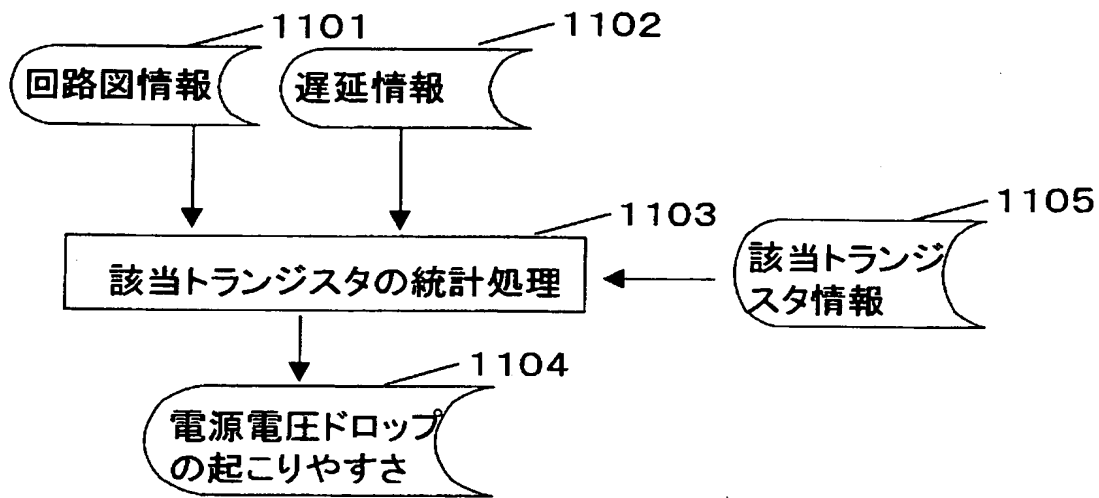 1101
1102
回路図情報
遅延情報
1103
1105
該当トランジスタの統計処理
該当トランジ
スタ情報
1104
電源電圧ドロップ
の起こりやすさ